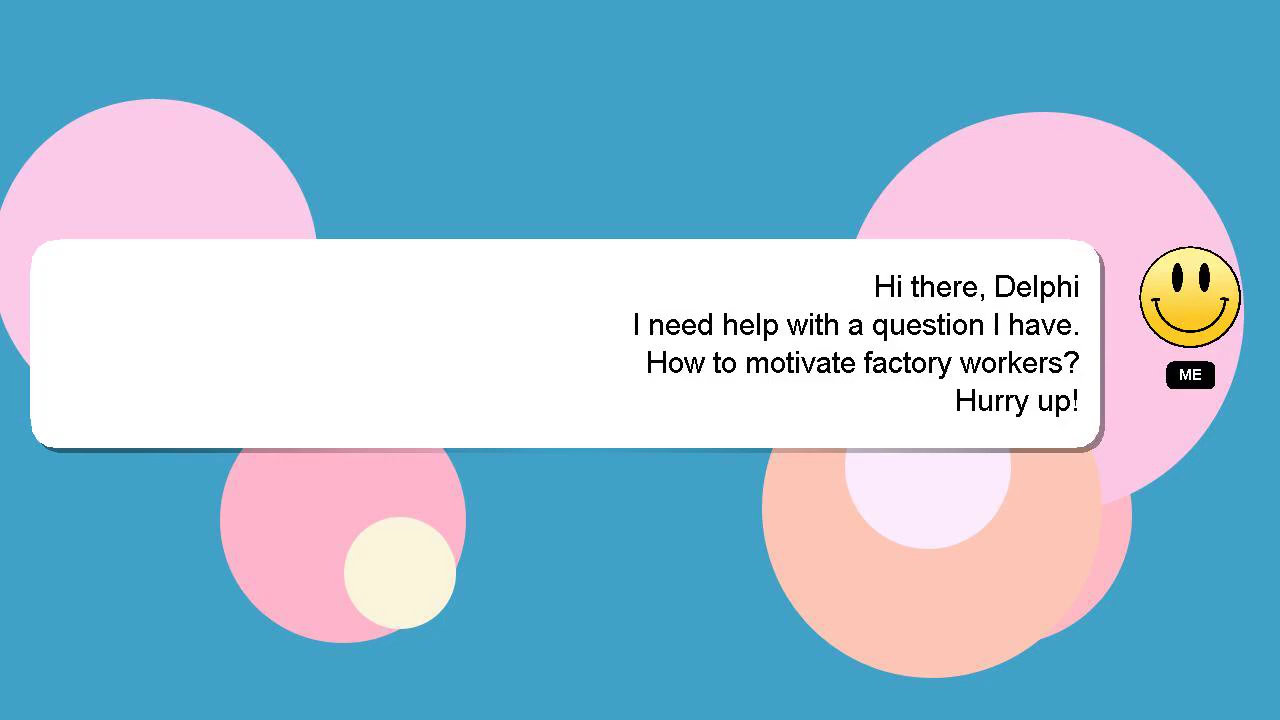 Hi there, Delphi
I need help with a question I have.
How to motivate factory workers?
Hurry up!
ME